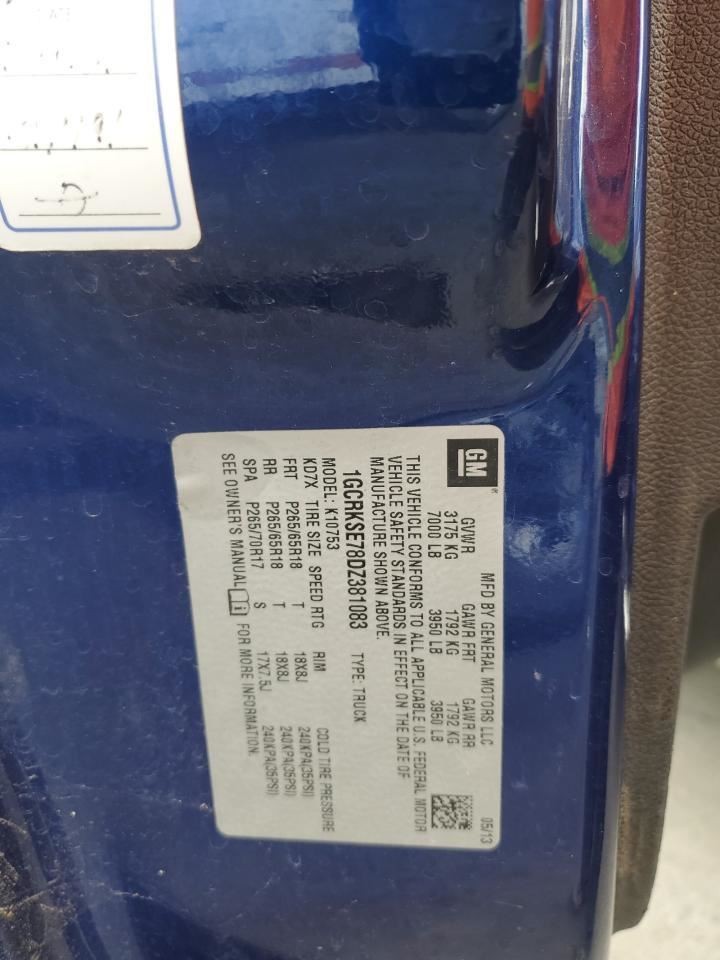 GM
MFD BY GENERAL MOTORS LLC 05/13
GVWR GAWR FRT GAWR RR
3175 KG 1792 KG 1792 KG
7000 LB 3950 LB 3950 LB
THIS VEHICLE CONFORMS TO ALL APPLICABLE U.S. FEDERAL MOTOR
VEHICLE SAFETY STANDARDS IN EFFECT ON THE DATE OF
MANUFACTURE SHOWN ABOVE.
1GCRKSE78DZ381083 TYPE: TRUCK
MODEL: K10753
KD7X TIRE SIZE SPEED RTG RIM COLD TIRE PRESSURE
FRT P265/65R18 T 18X8J 240KPA(35PSI)
RR P265/65R18 T 18X8J 240KPA(35PSI)
SPA P265/70R17 S 17X7.5J 240KPA(35PSI)
SEE OWNER'S MANUAL FOR MORE INFORMATION.